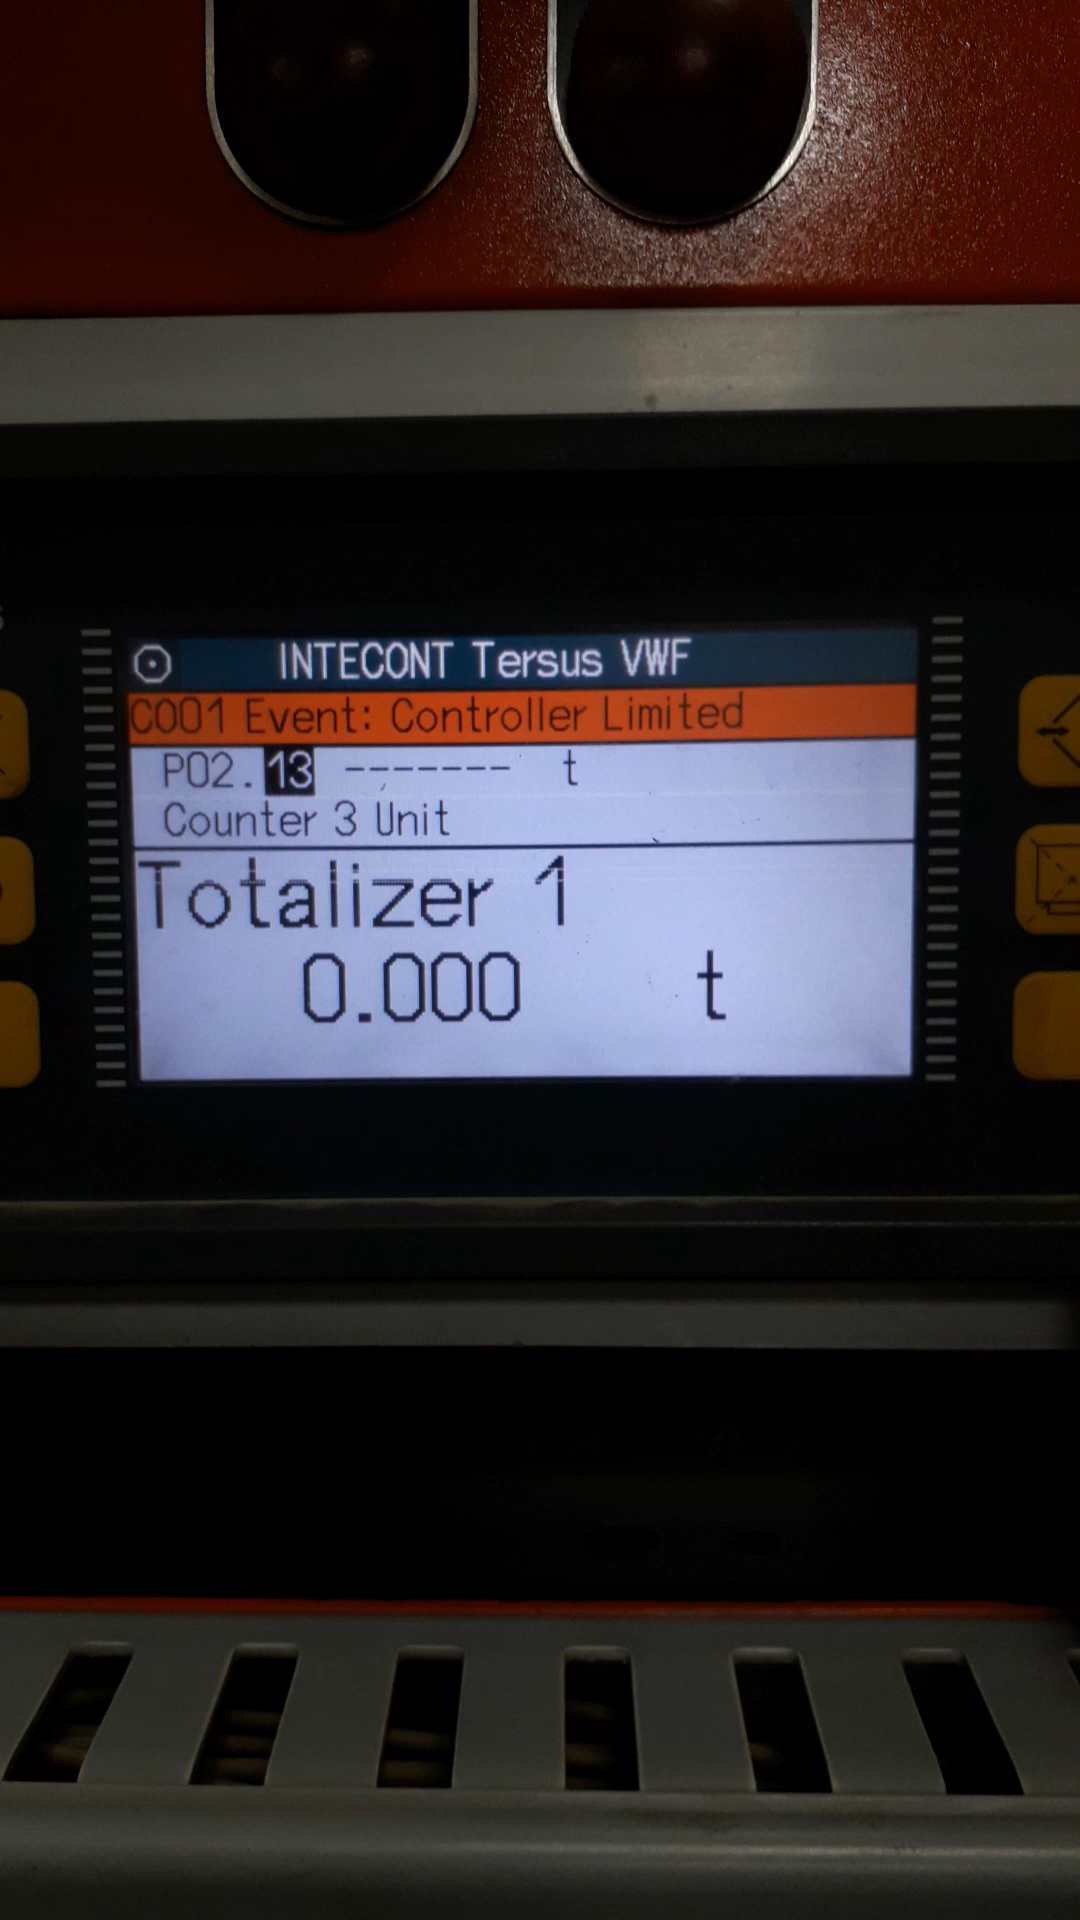 INTECONT Tersus VWF
C001 Event: Controller Limited
P02.13 ------- t
Counter 3 Unit
Totalizer 1
0.000 t